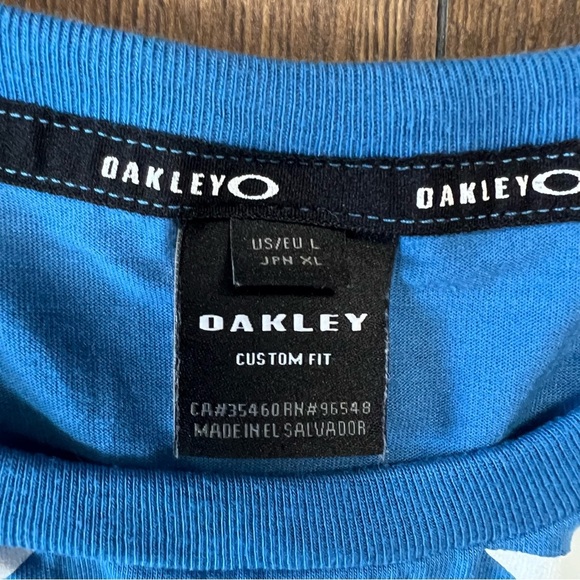 OAKLEY
OAKLEY
US/EU L
JPN XL
OAKLEY
CUSTOM FIT
CA#35460 RN#96548
MADE IN EL SALVADOR